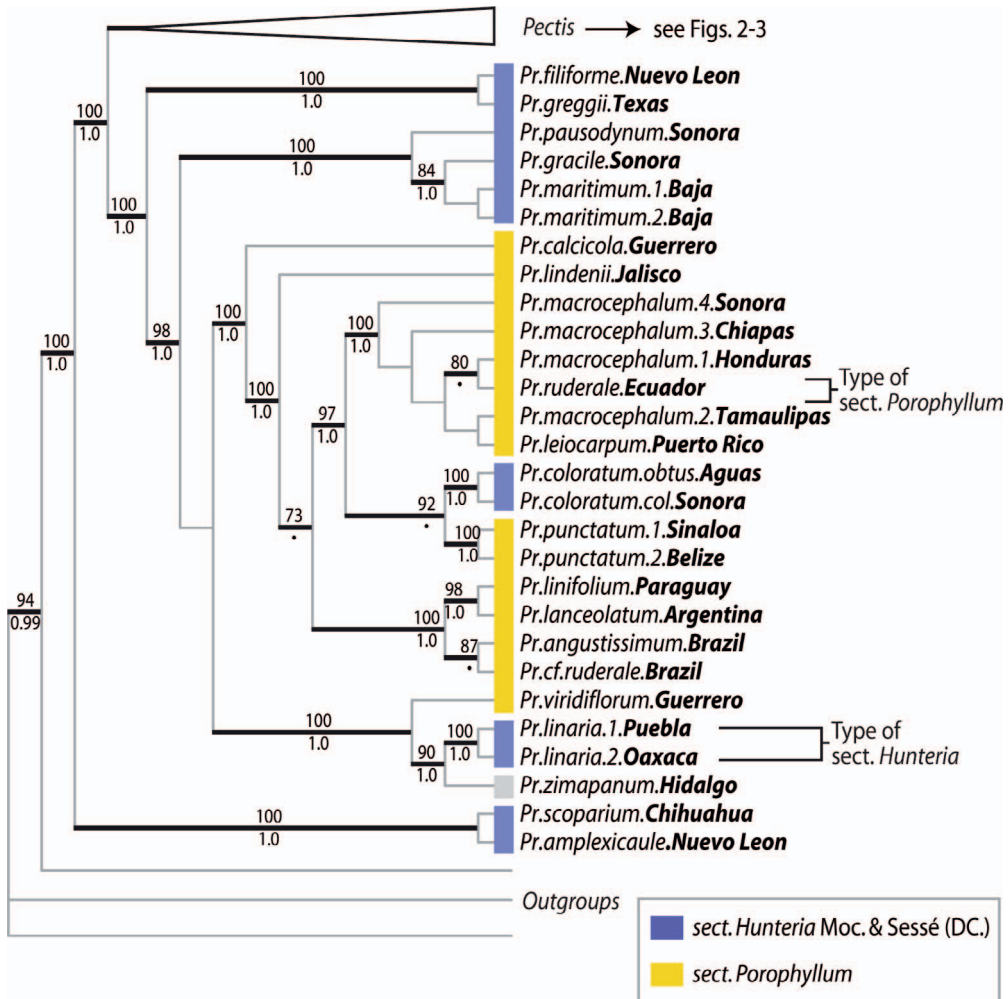 Pectis → see Figs. 2-3
Pr.filiforme.Nuevo Leon
100
1.0
Pr.greggii.Texas
100
1.0
Pr.pausodynum.Sonora
100
1.0
Pr.gracile.Sonora
84
1.0
Pr.maritimum.1.Baja
100
1.0
Pr.maritimum.2.Baja
Pr.calcicola.Guerrero
Pr.lindenii.Jalisco
Pr.macrocephalum.4.Sonora
100
1.0
100
1.0
Pr.macrocephalum.3.Chiapas
98
1.0
100
1.0
Pr.macrocephalum.1.Honduras
80
Pr.ruderale.Ecuador
Type of
sect. Porophyllum
100
1.0
Pr.macrocephalum.2.Tamaulipas
97
1.0
Pr.leiocarpum.Puerto Rico
Pr.coloratum.obtus.Aguas
100
1.0
Pr.coloratum.col.Sonora
92
73
Pr.punctatum.1.Sinaloa
100
1.0
Pr.punctatum.2.Belize
Pr.linifolium.Paraguay
98
1.0
Pr.lanceolatum.Argentina
94
0.99
100
1.0
Pr.angustissimum.Brazil
87
Pr.cf.ruderale.Brazil
Pr.viridiflorum.Guerrero
100
1.0
Pr.linaria.1.Puebla
100
1.0
Type of
sect. Hunteria
Pr.linaria.2.Oaxaca
90
1.0
Pr.zimapanum.Hidalgo
Pr.scoparium.Chihuahua
100
1.0
Pr.amplexicaule.Nuevo Leon
Outgroups
sect. Hunteria Moc. & Sessé (DC.)
sect. Porophyllum